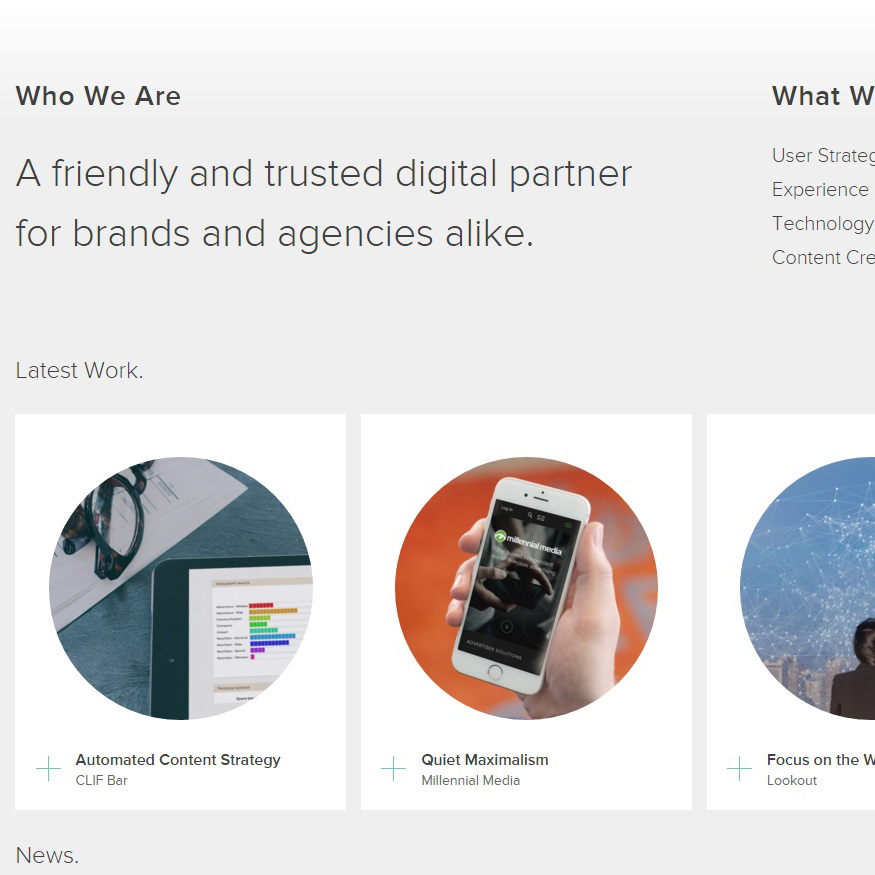 Who We Are
A friendly and trusted digital partner
for brands and agencies alike.
What W
User Strateg
Experience
Technology
Content Cre
Latest Work.
Log in
millennial media
ADVERTISER SOLUTIONS
Automated Content Strategy
CLIF Bar
Quiet Maximalism
Millennial Media
Focus on the W
Lookout
News.